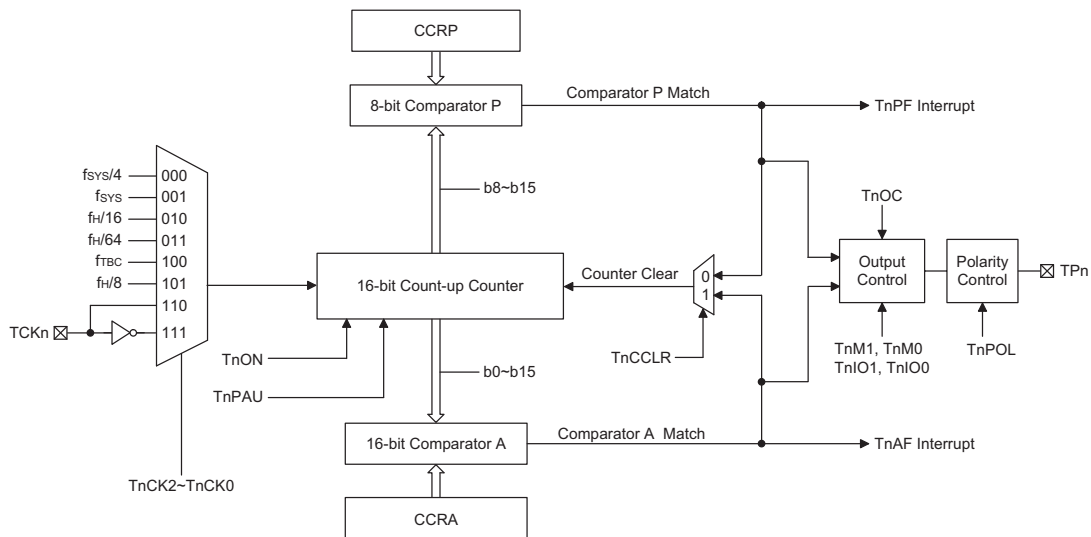 CCRP
8-bit Comparator P
Comparator P Match
TnPF Interrupt
b8~b15
fSYS/4
000
fSYS
001
fH/16
010
fH/64
011
fTBC
100
fH/8
101
110
111
TCKn
TnCK2~TnCK0
16-bit Count-up Counter
Counter Clear
0
1
TnCCLR
TnON
TnPAU
b0~b15
TnOC
Output
Control
TnM1, TnM0
TnIO1, TnIO0
Polarity
Control
TnPOL
TPn
16-bit Comparator A
Comparator A Match
TnAF Interrupt
CCRA